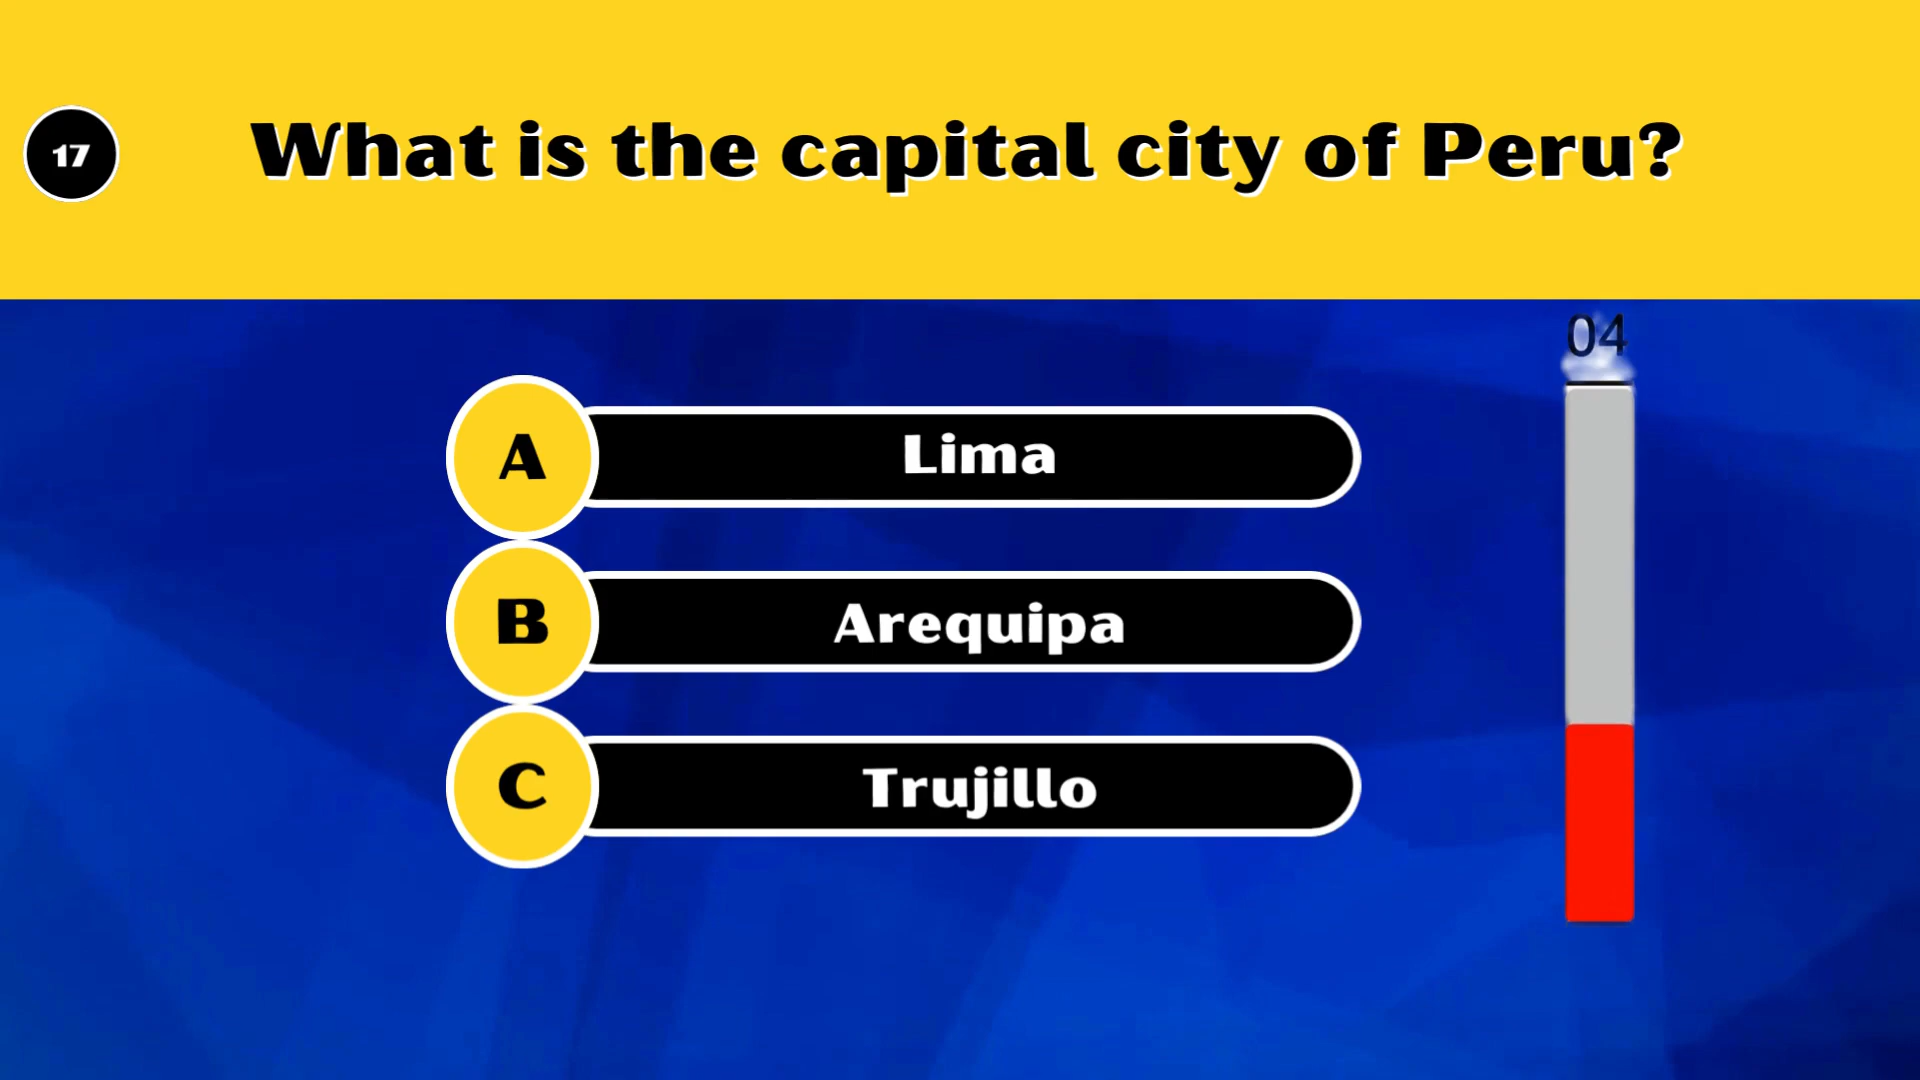 17
What is the capital city of Peru?
04
A
Lima
B
Arequipa
C
Trujillo